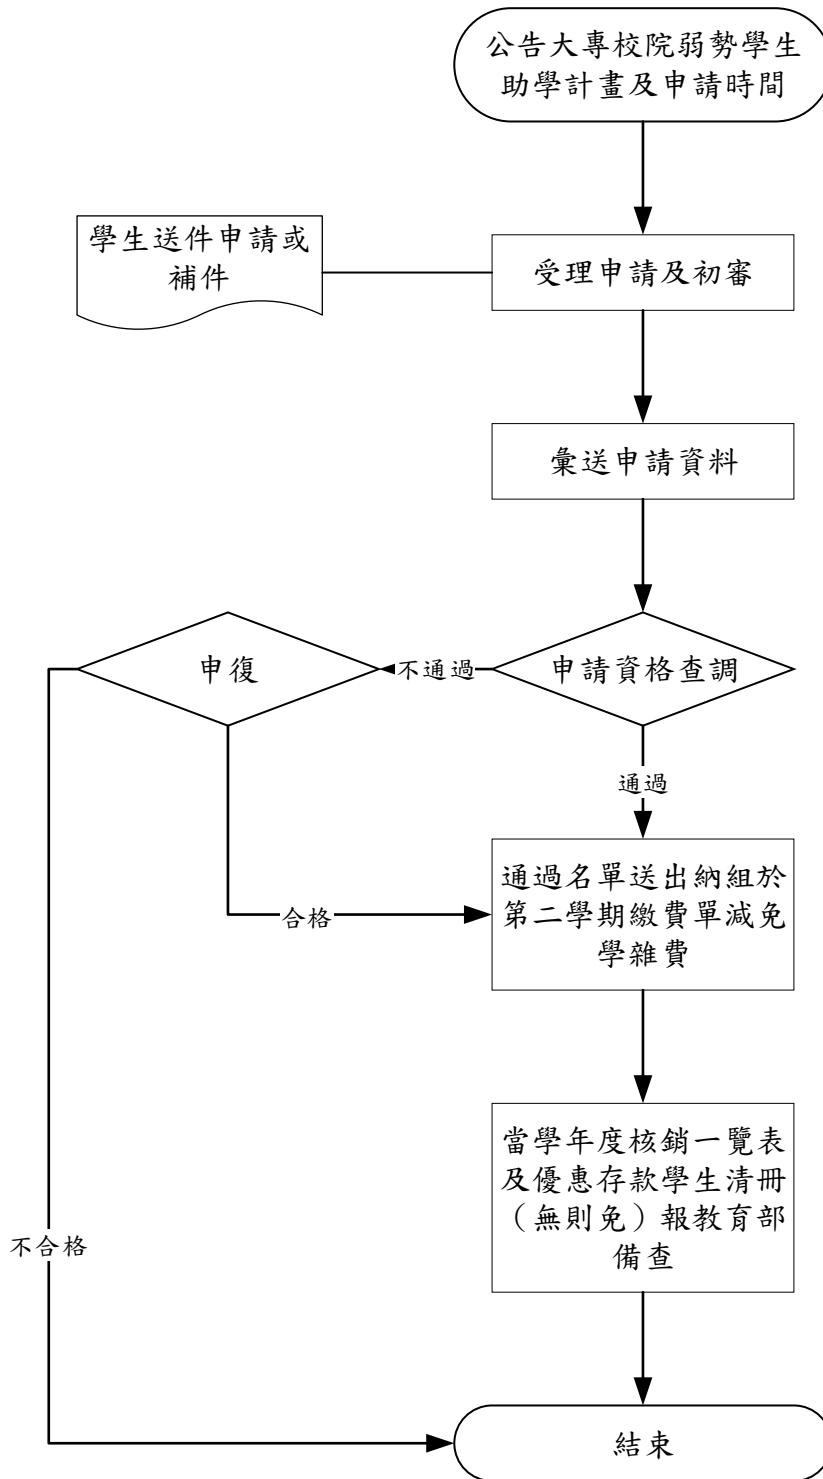 公告大專校院弱勢學生
助學計畫及申請時間
學生送件申請或
補件
受理申請及初審
彙送申請資料
申復
不通過
申請資格查調
通過
通過名單送出納組於
第二學期繳費單減免
學雜費
合格
當學年度核銷一覽表
及優惠存款學生清冊
（無則免）報教育部
備查
不合格
結束